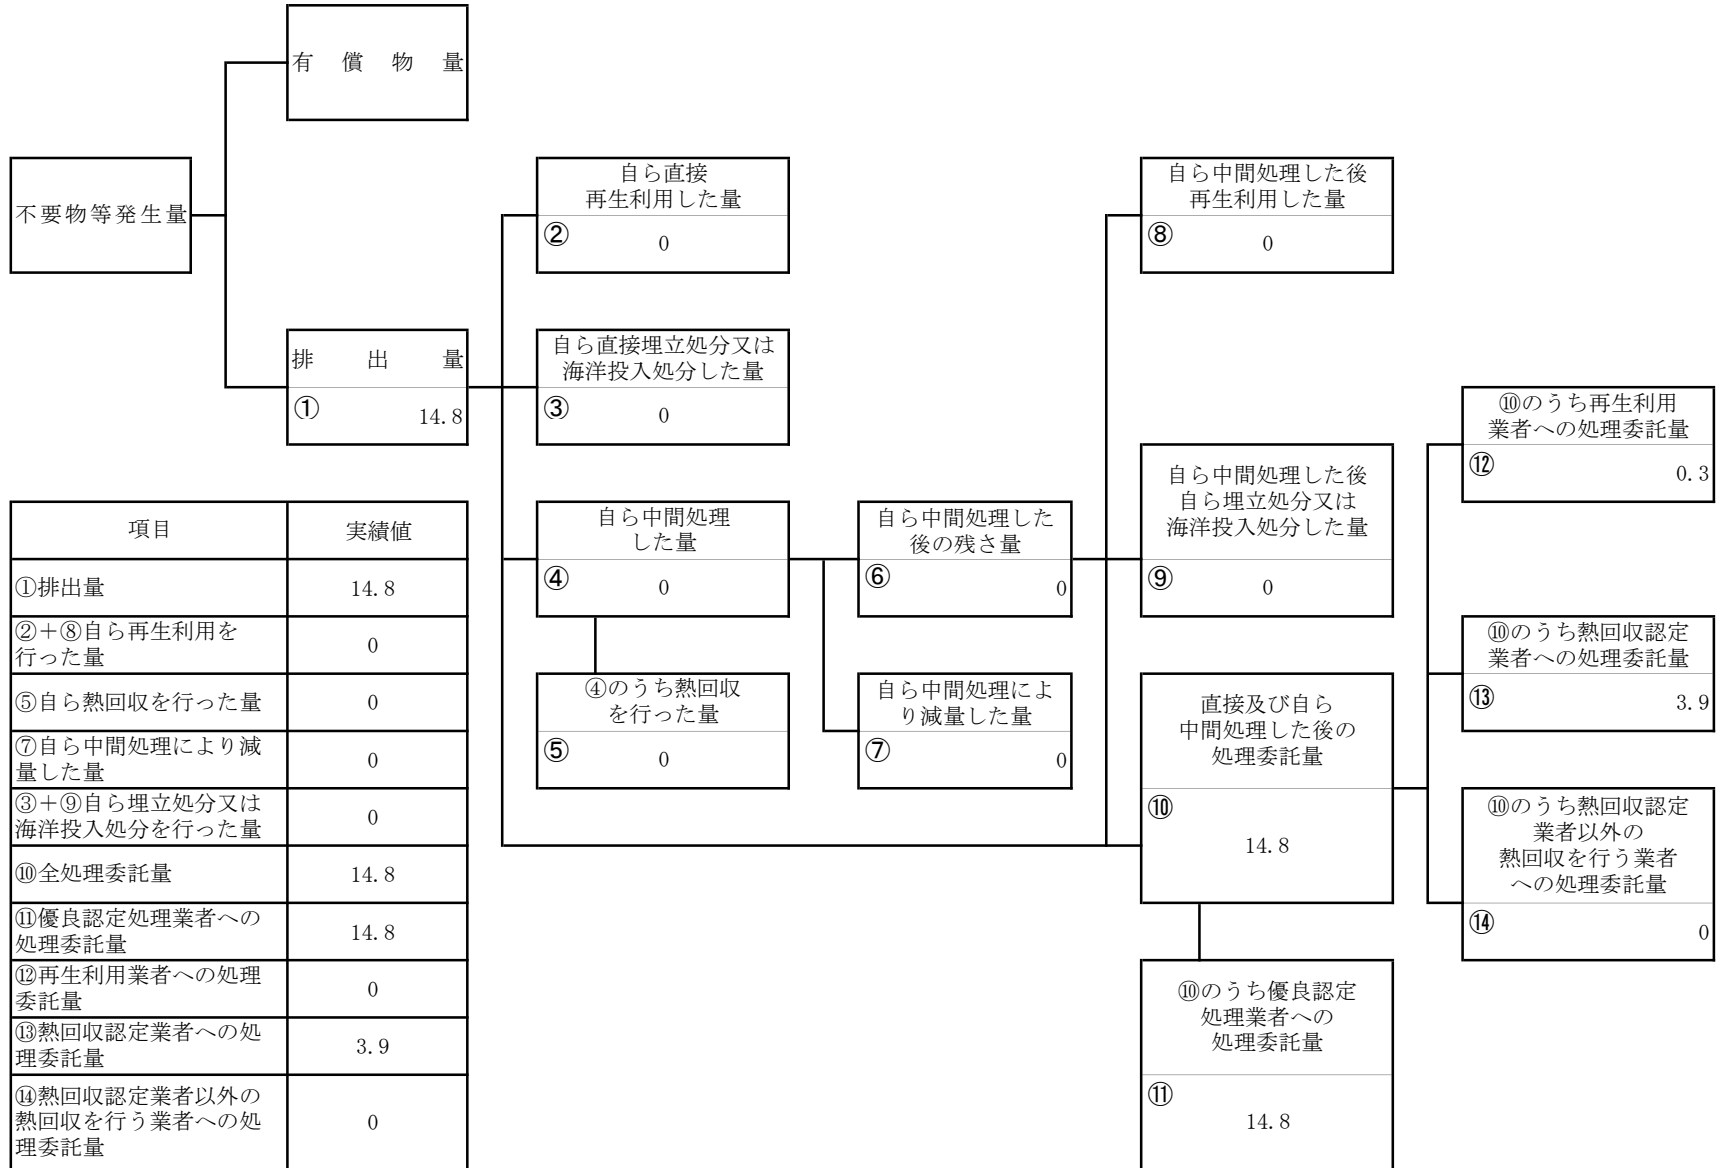 有償物量
不要物等発生量
排出量
①
14.8
自ら直接
再生利用した量
②
0
自ら直接埋立処分又は
海洋投入処分した量
③
0
自ら中間処理
した量
④
0
④のうち熱回収
を行った量
⑤
0
自ら中間処理した
後の残さ量
⑥
0
自ら中間処理によ
り減量した量
⑦
0
自ら中間処理した後
再生利用した量
⑧
0
自ら中間処理した後
自ら埋立処分又は
海洋投入処分した量
⑨
0
直接及び自ら
中間処理した後の
処理委託量
⑩
14.8
⑩のうち優良認定
処理業者への
処理委託量
⑪
14.8
⑩のうち再生利用
業者への処理委託量
⑫
0.3
⑩のうち熱回収認定
業者への処理委託量
⑬
3.9
⑩のうち熱回収認定
業者以外の
熱回収を行う業者
への処理委託量
⑭
0
項目 実績値
①排出量 14.8
②＋⑧自ら再生利用を
行った量 0
⑤自ら熱回収を行った量 0
⑦自ら中間処理により減
量した量 0
③＋⑨自ら埋立処分又は
海洋投入処分を行った量 0
⑩全処理委託量 14.8
⑪優良認定処理業者への
処理委託量 14.8
⑫再生利用業者への処理
委託量 0
⑬熱回収認定業者への処
理委託量 3.9
⑭熱回収認定業者以外の
熱回収を行う業者への処
理委託量 0